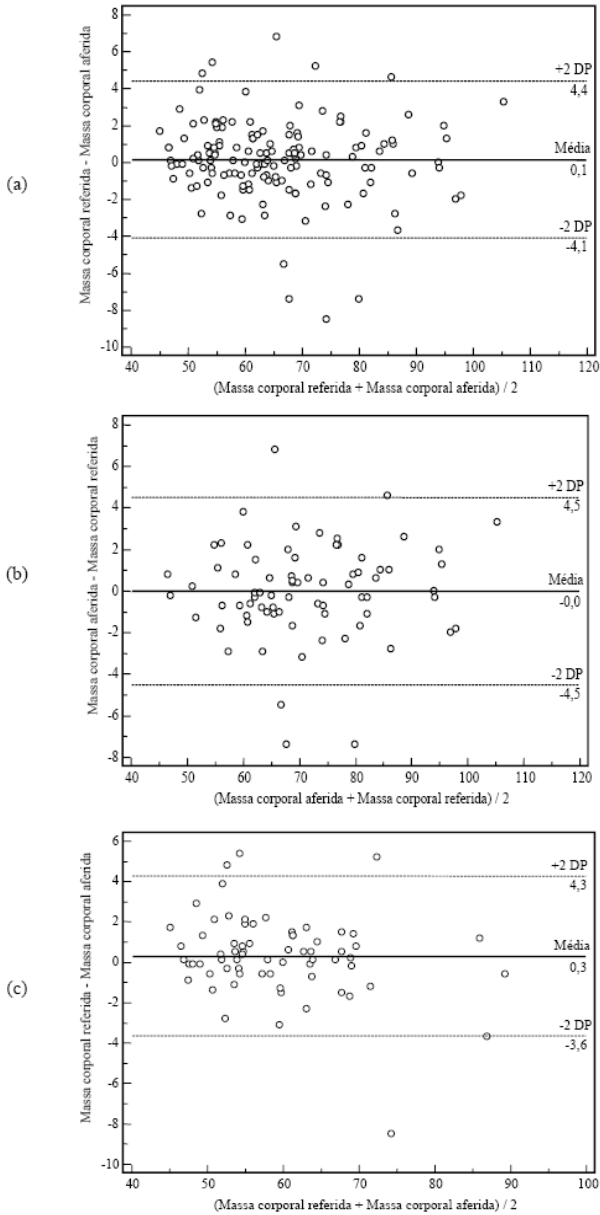 (a)
Massa corporal referida - Massa corporal aferida
8
6
4
2
0
-2
-4
-6
-8
-10
+2 DP
4,4
Média
0,1
-2 DP
-4,1
40 50 60 70 80 90 100 110 120
(Massa corporal referida + Massa corporal aferida) / 2
(b)
Massa corporal aferida - Massa corporal referida
8
6
4
2
0
-2
-4
-6
-8
+2 DP
4,5
Média
-0,0
-2 DP
-4,5
40 50 60 70 80 90 100 110 120
(Massa corporal aferida + Massa corporal referida) / 2
(c)
Massa corporal referida - Massa corporal aferida
6
4
2
0
-2
-4
-6
-8
-10
+2 DP
4,3
Média
0,3
-2 DP
-3,6
40 50 60 70 80 90 100
(Massa corporal referida + Massa corporal aferida) / 2